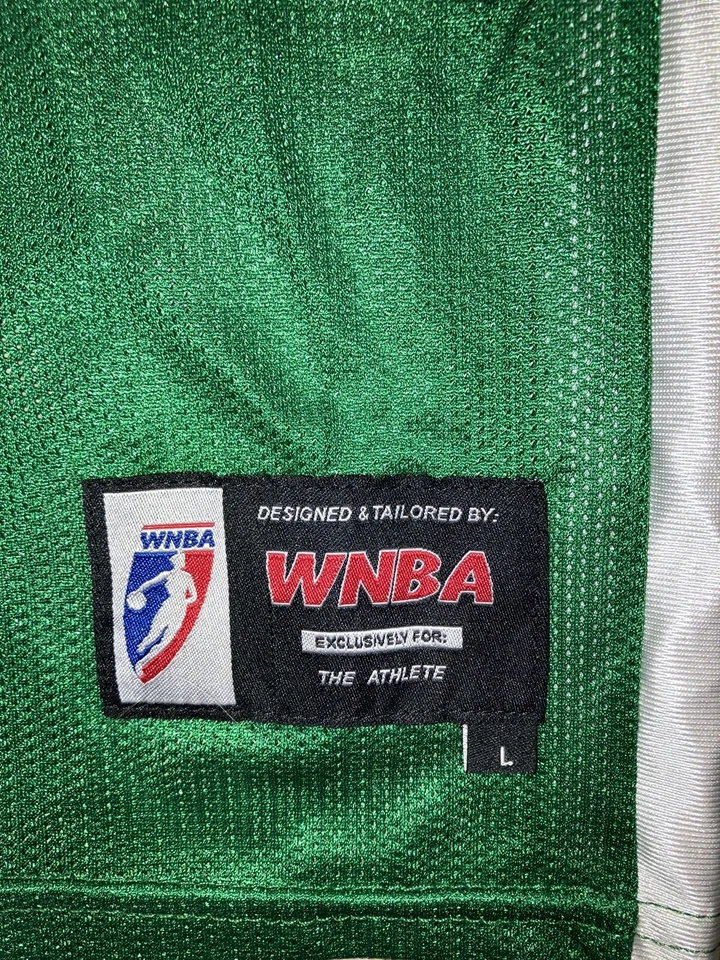 WNBA
DESIGNED & TAILORED BY:
WNBA
EXCLUSIVELY FOR:
THE ATHLETE
L